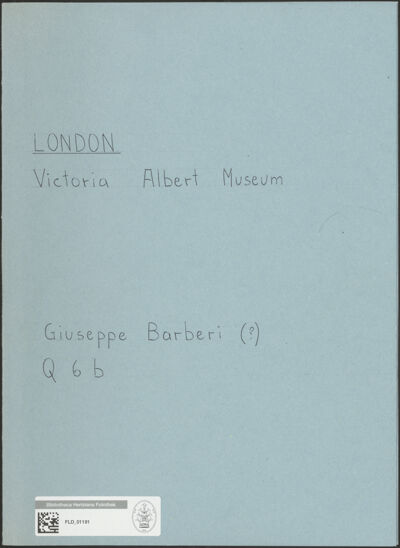 LONDON
Victoria Albert Museum
Giuseppe Barberi (?)
Q 6 b
Bibliotheca Hertziana Fotothek
FLD_01191